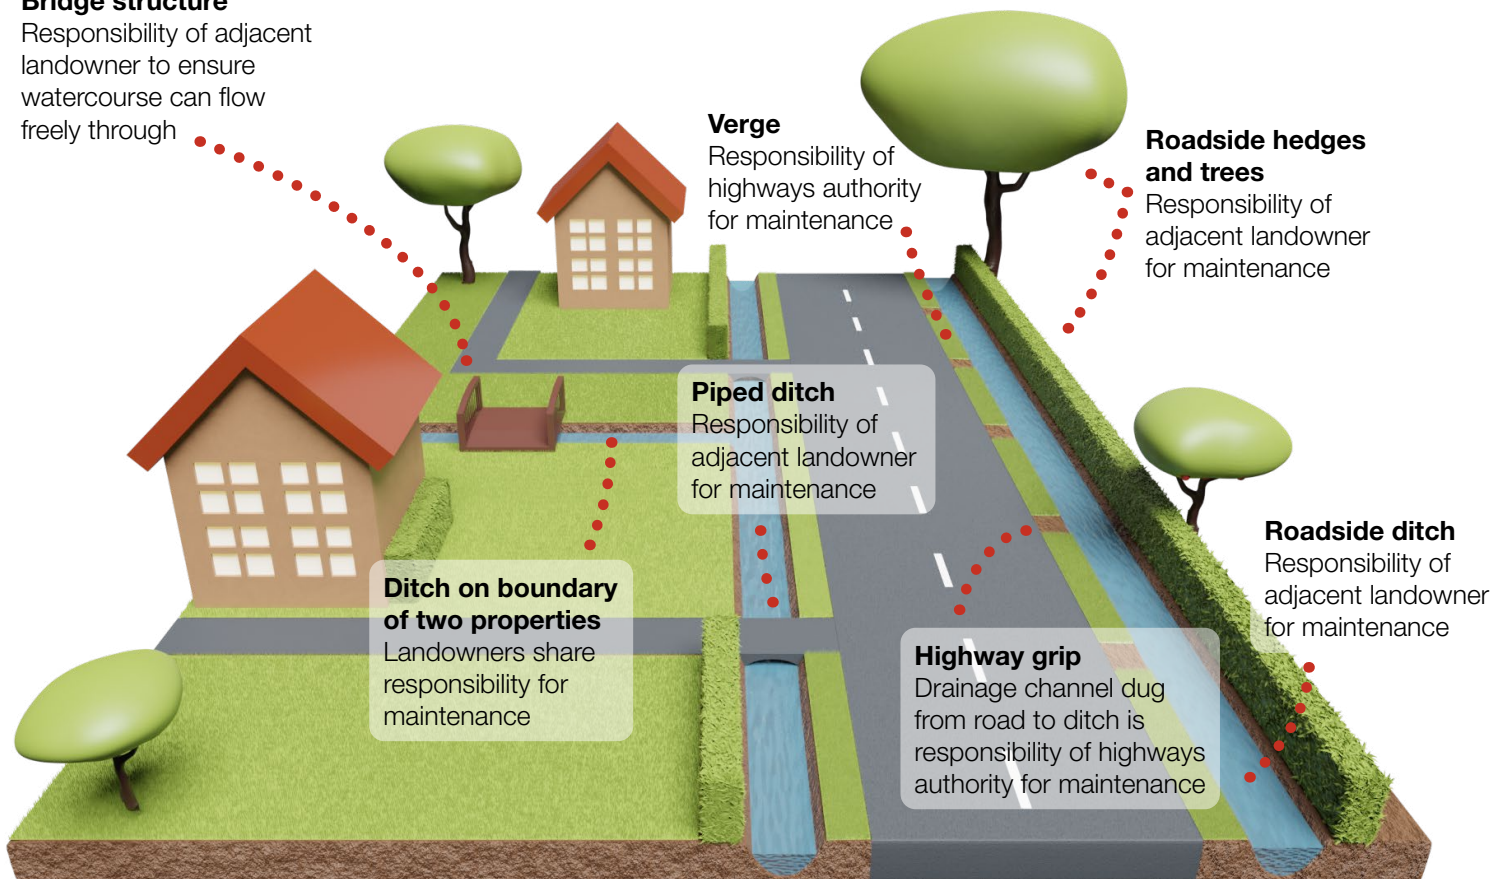 Bridge structure
Responsibility of adjacent
landowner to ensure
watercourse can flow
freely through
Verge
Responsibility of
highways authority
for maintenance
Roadside hedges
and trees
Responsibility of
adjacent landowner
for maintenance
Piped ditch
Responsibility of
adjacent landowner
for maintenance
Ditch on boundary
of two properties
Landowners share
responsibility for
maintenance
Highway grip
Drainage channel dug
from road to ditch is
responsibility of highways
authority for maintenance
Roadside ditch
Responsibility of
adjacent landowner
for maintenance